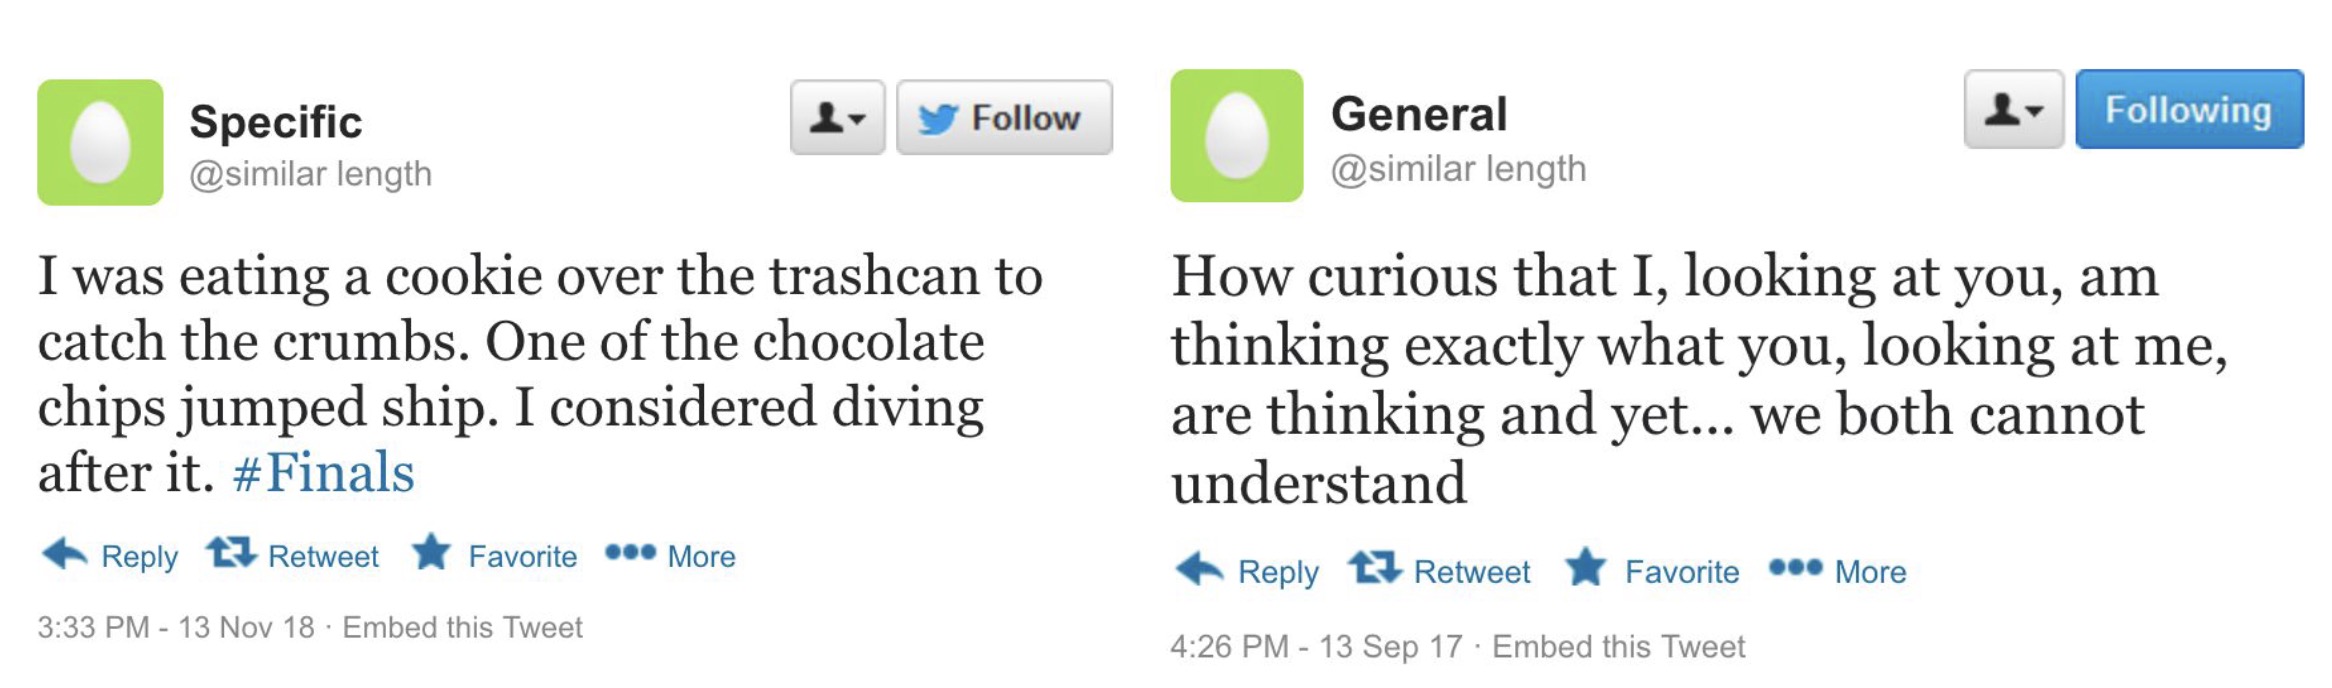 Specific
@similar length
Follow
I was eating a cookie over the trashcan to
catch the crumbs. One of the chocolate
chips jumped ship. I considered diving
after it. #Finals
Reply Retweet Favorite More
3:33 PM - 13 Nov 18 · Embed this Tweet
General
@similar length
Following
How curious that I, looking at you, am
thinking exactly what you, looking at me,
are thinking and yet... we both cannot
understand
Reply Retweet Favorite More
4:26 PM - 13 Sep 17 · Embed this Tweet